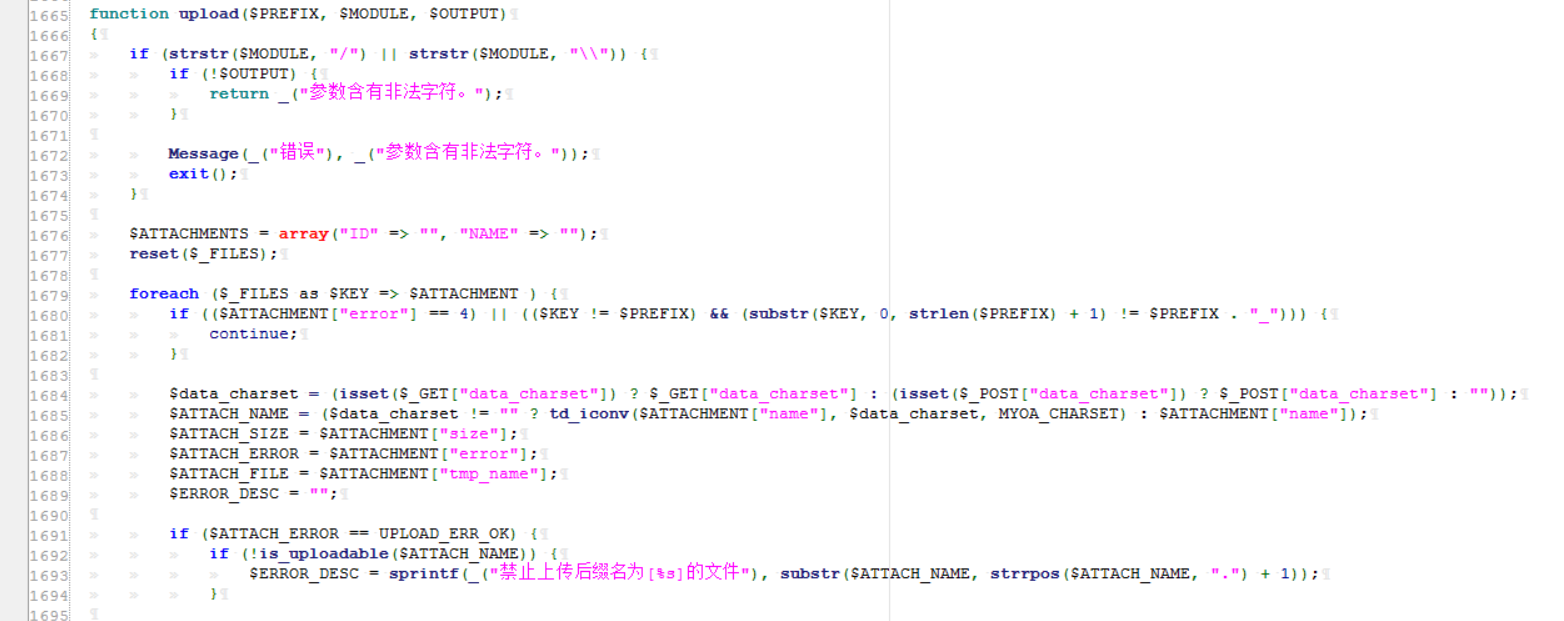 1665 function upload($PREFIX, $MODULE, $OUTPUT)
1666 {
1667 if (strstr($MODULE, "/") || strstr($MODULE, "\\")) {
1668 if (!$OUTPUT) {
1669 return _("参数含有非法字符。");
1670 }
1671
1672 Message(_("错误"), _("参数含有非法字符。"));
1673 exit();
1674 }
1675
1676 $ATTACHMENTS = array("ID" => "", "NAME" => "");
1677 reset($_FILES);
1678
1679 foreach ($_FILES as $KEY => $ATTACHMENT ) {
1680 if (($ATTACHMENT["error"] == 4) || (($KEY != $PREFIX) && (substr($KEY, 0, strlen($PREFIX) + 1) != $PREFIX . "_"))) {
1681 continue;
1682 }
1683
1684 $data_charset = (isset($_GET["data_charset"]) ? $_GET["data_charset"] : (isset($_POST["data_charset"]) ? $_POST["data_charset"] : ""));
1685 $ATTACH_NAME = ($data_charset != "" ? td_iconv($ATTACHMENT["name"], $data_charset, MYOA_CHARSET) : $ATTACHMENT["name"]);
1686 $ATTACH_SIZE = $ATTACHMENT["size"];
1687 $ATTACH_ERROR = $ATTACHMENT["error"];
1688 $ATTACH_FILE = $ATTACHMENT["tmp_name"];
1689 $ERROR_DESC = "";
1690
1691 if ($ATTACH_ERROR == UPLOAD_ERR_OK) {
1692 if (!is_uploadable($ATTACH_NAME)) {
1693 $ERROR_DESC = sprintf(_("禁止上传后缀名为[%s]的文件"), substr($ATTACH_NAME, strrpos($ATTACH_NAME, ".") + 1));
1694 }
1695